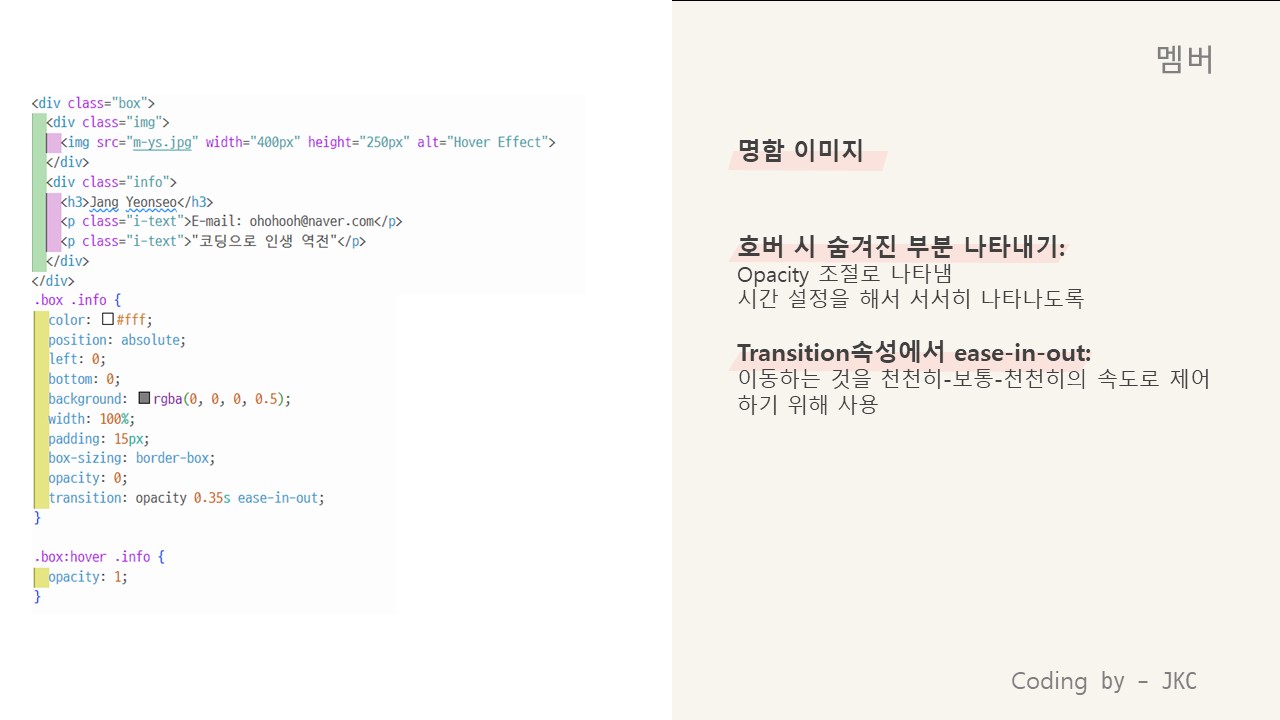 <div class="box">
<div class="img">
<img src="m-ys.jpg" width="400px" height="250px" alt="Hover Effect">
</div>
<div class="info">
<h3>Jang Yeonseo</h3>
<p class="i-text">E-mail: ohohooh@naver.com</p>
<p class="i-text">"코딩으로 인생 역전"</p>
</div>
</div>
.box .info {
color: #fff;
position: absolute;
left: 0;
bottom: 0;
background: rgba(0, 0, 0, 0.5);
width: 100%;
padding: 15px;
box-sizing: border-box;
opacity: 0;
transition: opacity 0.35s ease-in-out;
}
.box:hover .info {
opacity: 1;
}
멤버
명함 이미지
호버 시 숨겨진 부분 나타내기:
Opacity 조절로 나타냄
시간 설정을 해서 서서히 나타나도록
Transition속성에서 ease-in-out:
이동하는 것을 천천히-보통-천천히의 속도로 제어
하기 위해 사용
Coding by – JKC